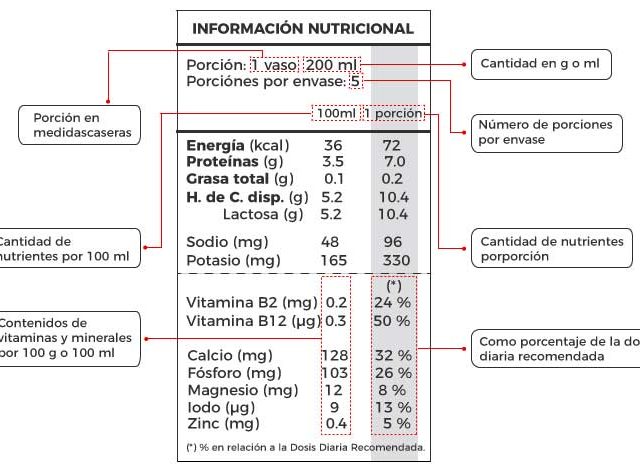 INFORMACIÓN NUTRICIONAL
Porción: 1 vaso 200 ml
Porciónes por envase: 5
100ml 1 porción
Energía (kcal) 36 72
Proteínas (g) 3.5 7.0
Grasa total (g) 0.1 0.2
H. de C. disp. (g) 5.2 10.4
Lactosa (g) 5.2 10.4
Sodio (mg) 48 96
Potasio (mg) 165 330
(*)
Vitamina B2 (mg) 0.2 24 %
Vitamina B12 (µg) 0.3 50 %
Calcio (mg) 128 32 %
Fósforo (mg) 103 26 %
Magnesio (mg) 12 8 %
Iodo (µg) 9 13 %
Zinc (mg) 0.4 5 %
(*) % en relación a la Dosis Diaria Recomendada.
Porción en
medidascaseras
Cantidad de
nutrientes por 100 ml
Contenidos de
vitaminas y minerales
por 100 g o 100 ml
Cantidad en g o ml
Número de porciones
por envase
Cantidad de nutrientes
porporción
Como porcentaje de la do
diaria recomendada